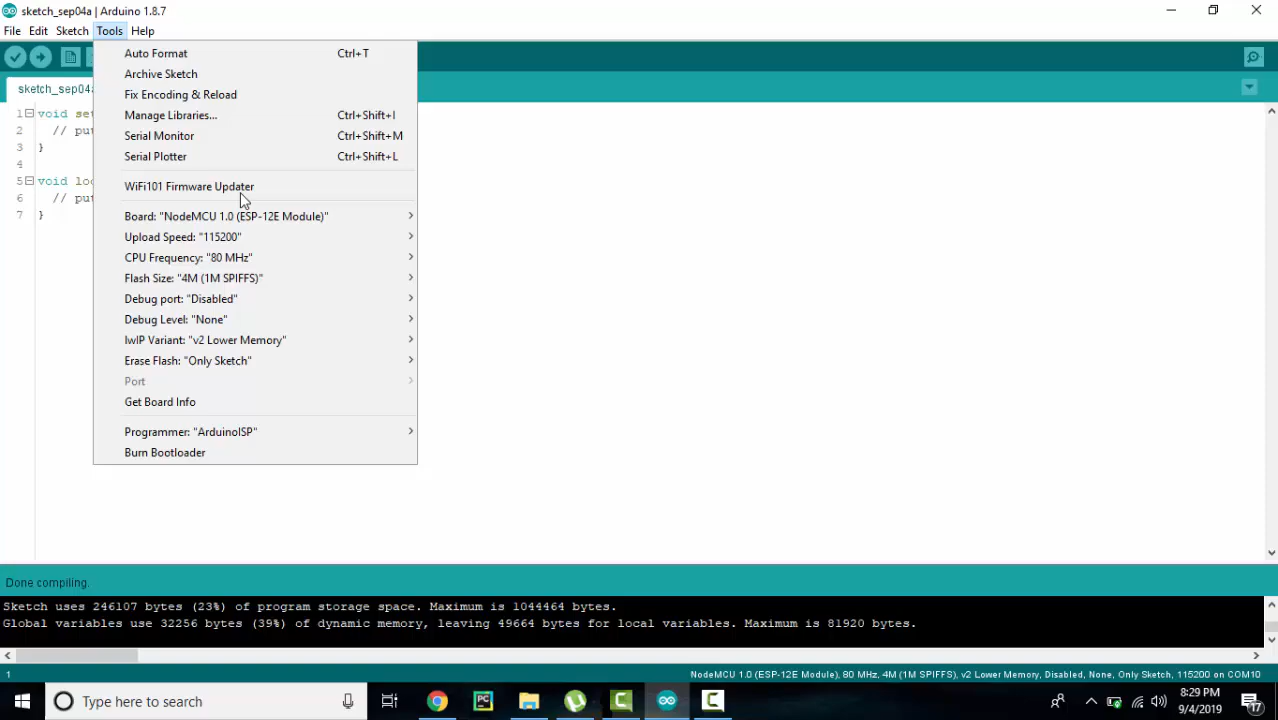 sketch_sep04a | Arduino 1.8.7
File Edit Sketch Tools Help
Auto Format Ctrl+T
Archive Sketch
Fix Encoding & Reload
Manage Libraries... Ctrl+Shift+I
Serial Monitor Ctrl+Shift+M
Serial Plotter Ctrl+Shift+L
WiFi101 Firmware Updater
Board: "NodeMCU 1.0 (ESP-12E Module)"
Upload Speed: "115200"
CPU Frequency: "80 MHz"
Flash Size: "4M (1M SPIFFS)"
Debug port: "Disabled"
Debug Level: "None"
IwIP Variant: "v2 Lower Memory"
Erase Flash: "Only Sketch"
Port
Get Board Info
Programmer: "ArduinoISP"
Burn Bootloader
sketch_sep04a
1 void set
2 // put
3 }
4
5 void loo
6 // put
7 }
Done compiling.
Sketch uses 246107 bytes (23%) of program storage space. Maximum is 1044464 bytes.
Global variables use 32256 bytes (39%) of dynamic memory, leaving 49664 bytes for local variables. Maximum is 81920 bytes.
1 NodeMCU 1.0 (ESP-12E Module), 80 MHz, 4M (1M SPIFFS), v2 Lower Memory, Disabled, None, Only Sketch, 115200 on COM10
Type here to search
PC
8:29 PM
9/4/2019
17